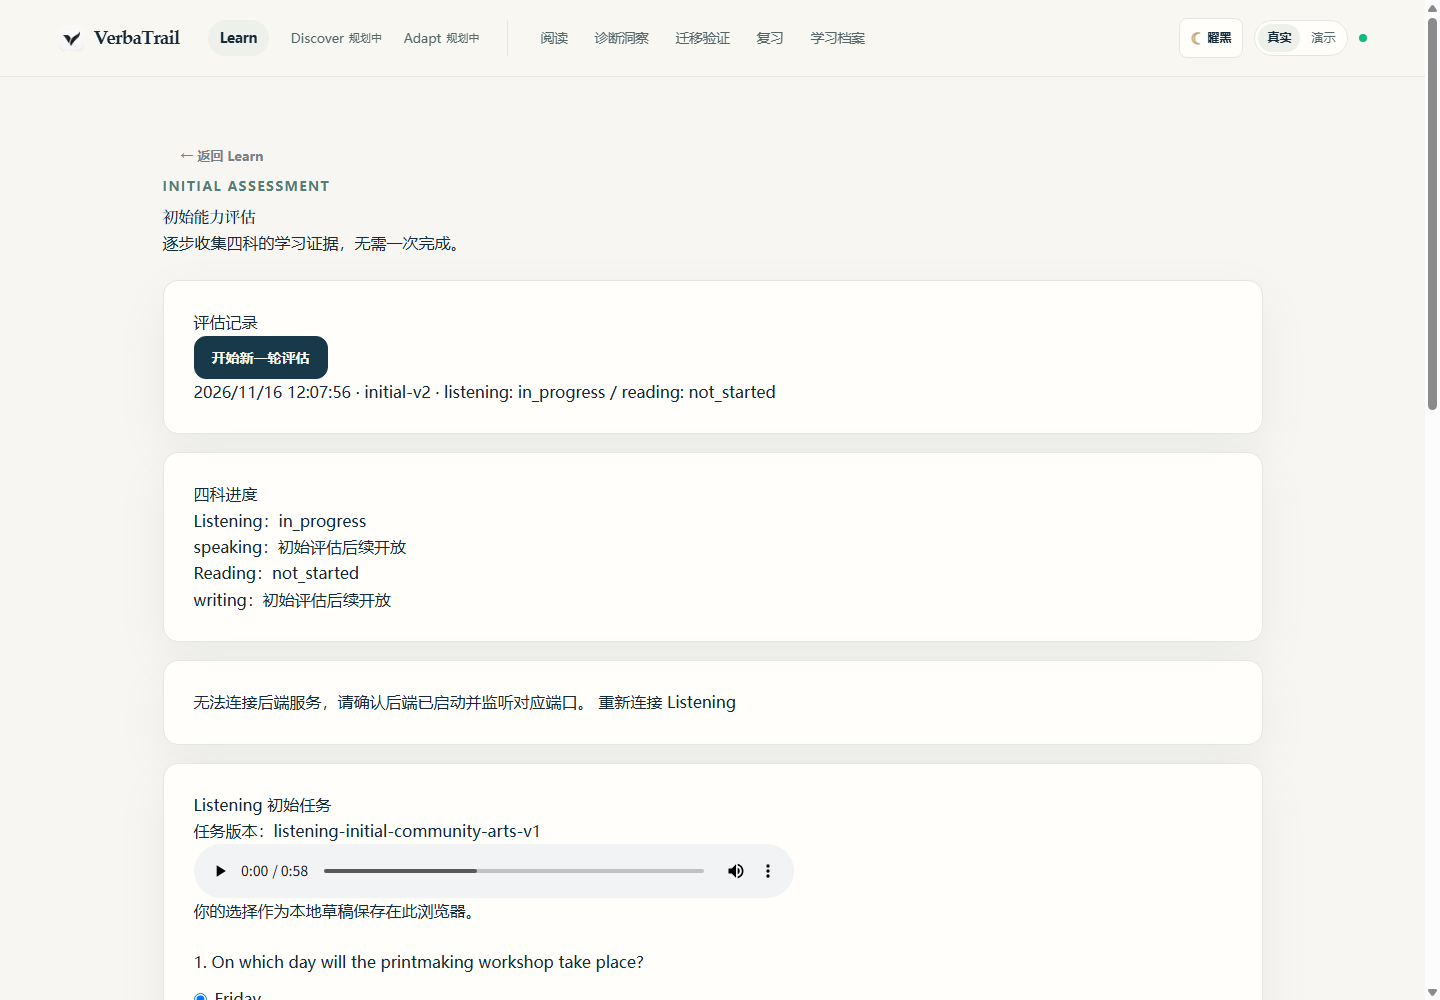 VerbaTrail
Learn
Discover 规划中
Adapt 规划中
阅读
诊断洞察
迁移验证
复习
学习档案
曜黑
真实
演示
← 返回 Learn
INITIAL ASSESSMENT
初始能力评估
逐步收集四科的学习证据，无需一次完成。
评估记录
开始新一轮评估
2026/11/16 12:07:56 · initial-v2 · listening: in_progress / reading: not_started
四科进度
Listening：in_progress
speaking：初始评估后续开放
Reading：not_started
writing：初始评估后续开放
无法连接后端服务，请确认后端已启动并监听对应端口。 重新连接 Listening
Listening 初始任务
任务版本：listening-initial-community-arts-v1
0:00 / 0:58
你的选择作为本地草稿保存在此浏览器。
1. On which day will the printmaking workshop take place?
Friday